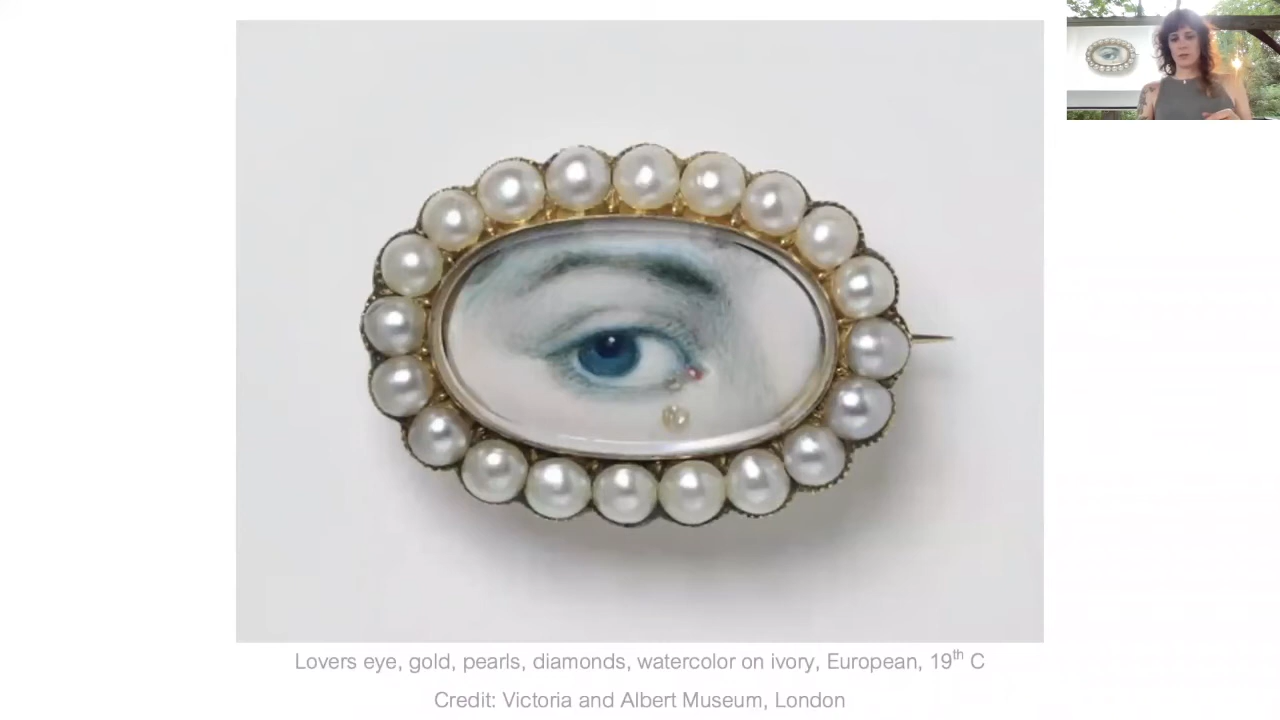 Lovers eye, gold, pearls, diamonds, watercolor on ivory, European, 19th C
Credit: Victoria and Albert Museum, London